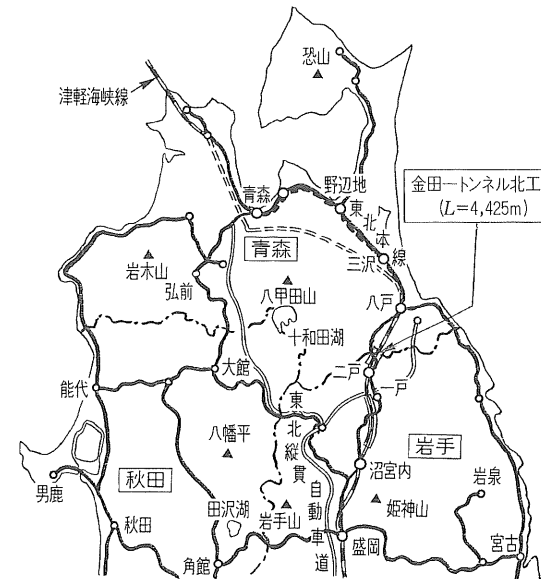 恐山
津軽海峡線
青森
野辺地
東北本線
三沢
金田一トンネル北工
(L=4,425m)
青森
岩木山
弘前
八甲田山
八戸
十和田湖
大館
二戸
一戸
能代
東北縦貫自動車道
八幡平
沼宮内
岩手
岩泉
男鹿
秋田
田沢湖
岩手山
姫神山
秋田
角館
盛岡
宮古